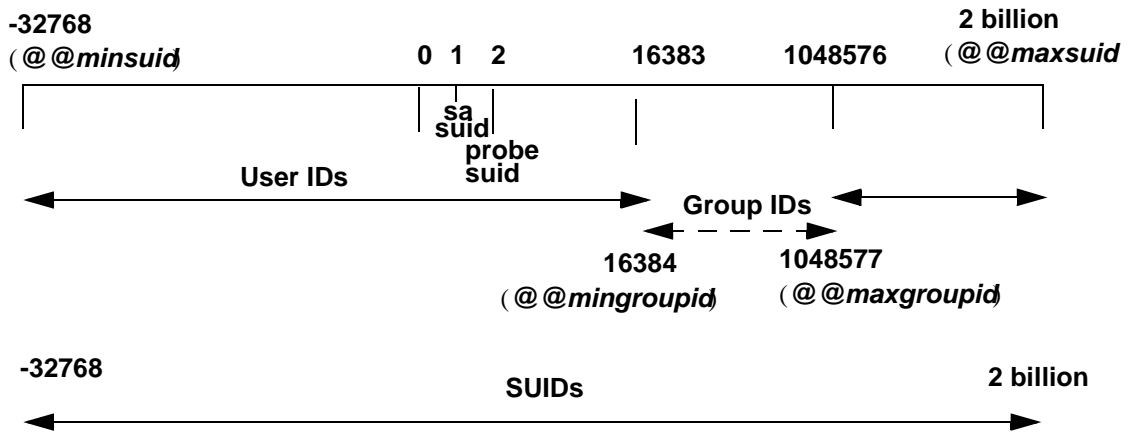 -32768
2 billion
(@@minsuid)
0 1 2
16383
1048576
(@@maxsuid
sa
suid
probe
suid
User IDs
Group IDs
16384
1048577
(@@mingroupid)
(@@maxgroupid)
-32768
SUIDs
2 billion